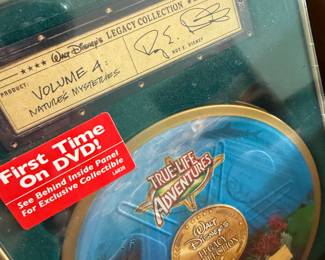 ★★★★ WALT DISNEY'S LEGACY COLLECTION
ROY E. DISNEY
PRODUCT:
VOLUME 4:
NATURE'S MYSTERIES
First Time
On DVD!
See Behind Inside Panel
For Exclusive Collectible
TRUE-LIFE
ADVENTURES
WALT
DISNEY'S
LEGACY
COLLECTION